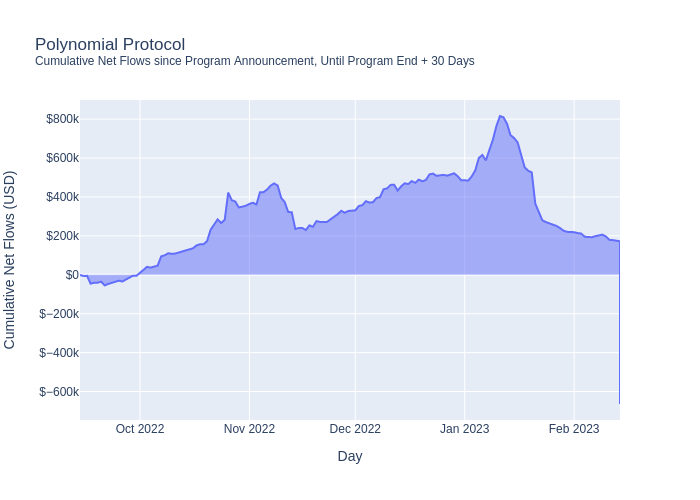 Polynomial Protocol
Cumulative Net Flows since Program Announcement, Until Program End + 30 Days
Cumulative Net Flows (USD)
$800k
$600k
$400k
$200k
$0
$−200k
$−400k
$−600k
Oct 2022
Nov 2022
Dec 2022
Jan 2023
Feb 2023
Day